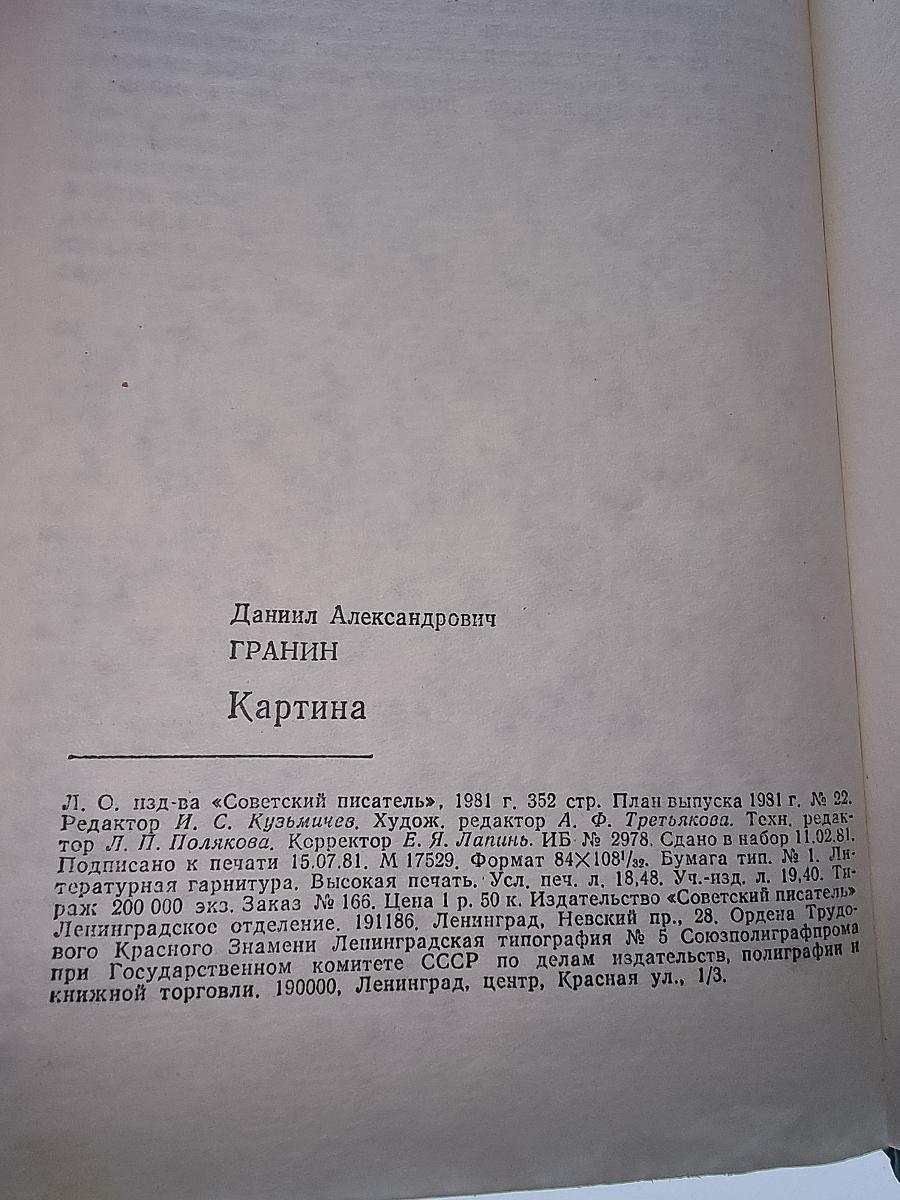 Даниил Александрович
ГРАНИН
Картина
Л. О. изд-ва «Советский писатель», 1981 г. 352 стр. План выпуска 1981 г. № 22.
Редактор И. С. Кузьмичев. Худож. редактор А. Ф. Третьякова. Техн. редак-
тор Л. П. Полякова. Корректор Е. Я. Лапинь. ИБ № 2978. Сдано в набор 11.02.81.
Подписано к печати 15.07.81. М 17529. Формат 84×108¹/₃₂. Бумага тип. № 1. Ли-
тературная гарнитура. Высокая печать. Усл. печ. л. 18,48. Уч.-изд. л. 19,40. Ти-
раж 200 000 экз. Заказ № 166. Цена 1 р. 50 к. Издательство «Советский писатель»
Ленинградское отделение. 191186. Ленинград, Невский пр., 28. Ордена Трудо-
вого Красного Знамени Ленинградская типография № 5 Союзполиграфпрома
при Государственном комитете СССР по делам издательств, полиграфии и
книжной торговли. 190000, Ленинград, центр, Красная ул., 1/3.